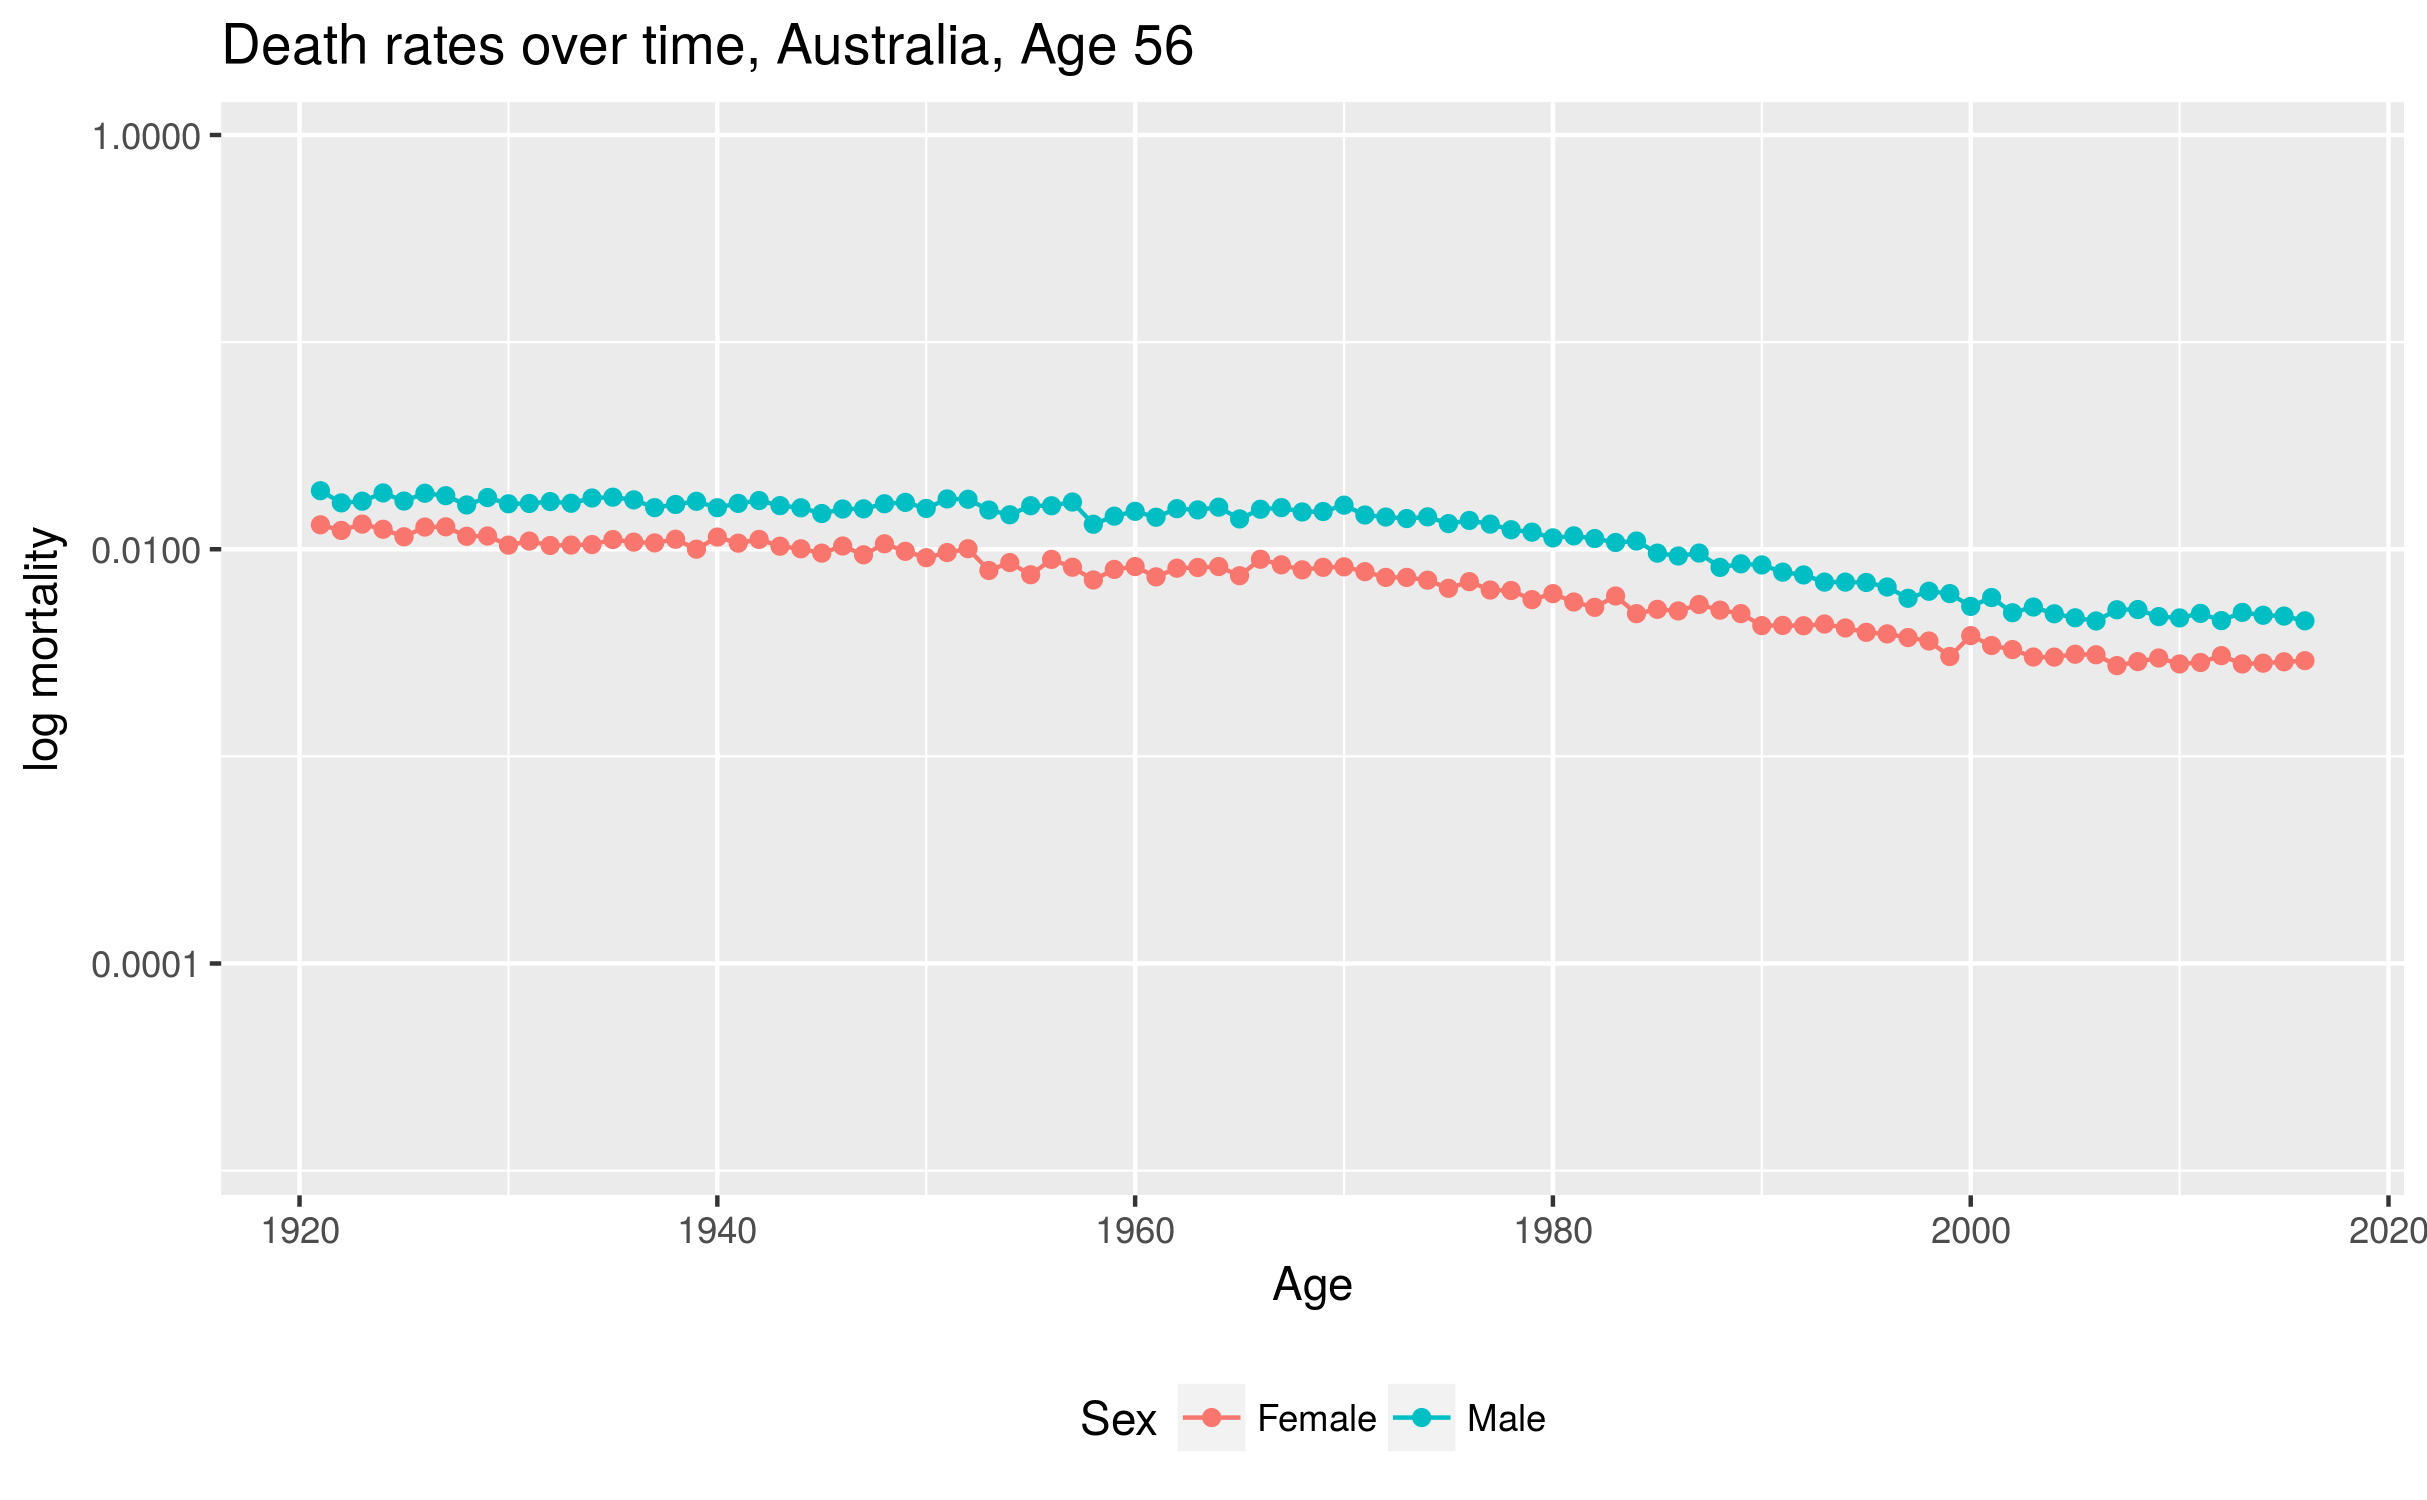 Death rates over time, Australia, Age 56
1.0000
0.0100
0.0001
log mortality
1920 1940 1960 1980 2000 2020
Age
Sex Female Male